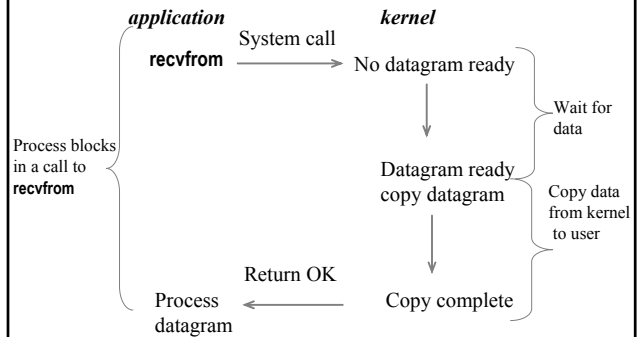 application
kernel
System call
recvfrom
No datagram ready
Wait for
data
Process blocks
in a call to
recvfrom
Datagram ready
copy datagram
Copy data
from kernel
to user
Return OK
Process
datagram
Copy complete